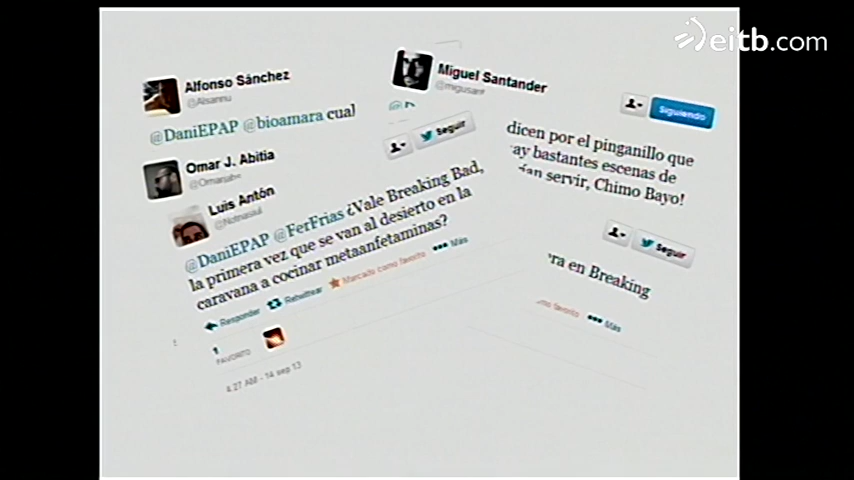 eitb.com
Alfonso Sánchez
@DaniEPAP @bioamara cual
Miguel Santander
Siguiendo
dicen por el pinganillo que
ay bastantes escenas de
servir, Chimo Bayo!
Seguir
Omar J. Abitia
Luis Antón
@DaniEPAP @FerFrias ¿Vale Breaking Bad,
la primera vez que se van al desierto en la
caravana a cocinar metaanfetaminas?
Responder Retwittear Marcado como favorito Más
1
FAVORITO
4:27 AM - 14 sep 13
Seguir
en Breaking
favorito Más